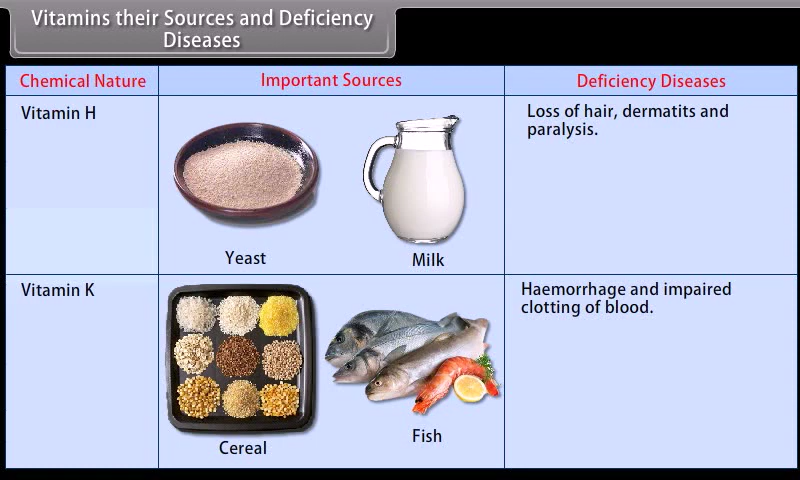 Vitamins their Sources and Deficiency
Diseases
Chemical Nature
Important Sources
Deficiency Diseases
Vitamin H
Yeast
Milk
Loss of hair, dermatits and
paralysis.
Vitamin K
Cereal
Fish
Haemorrhage and impaired
clotting of blood.